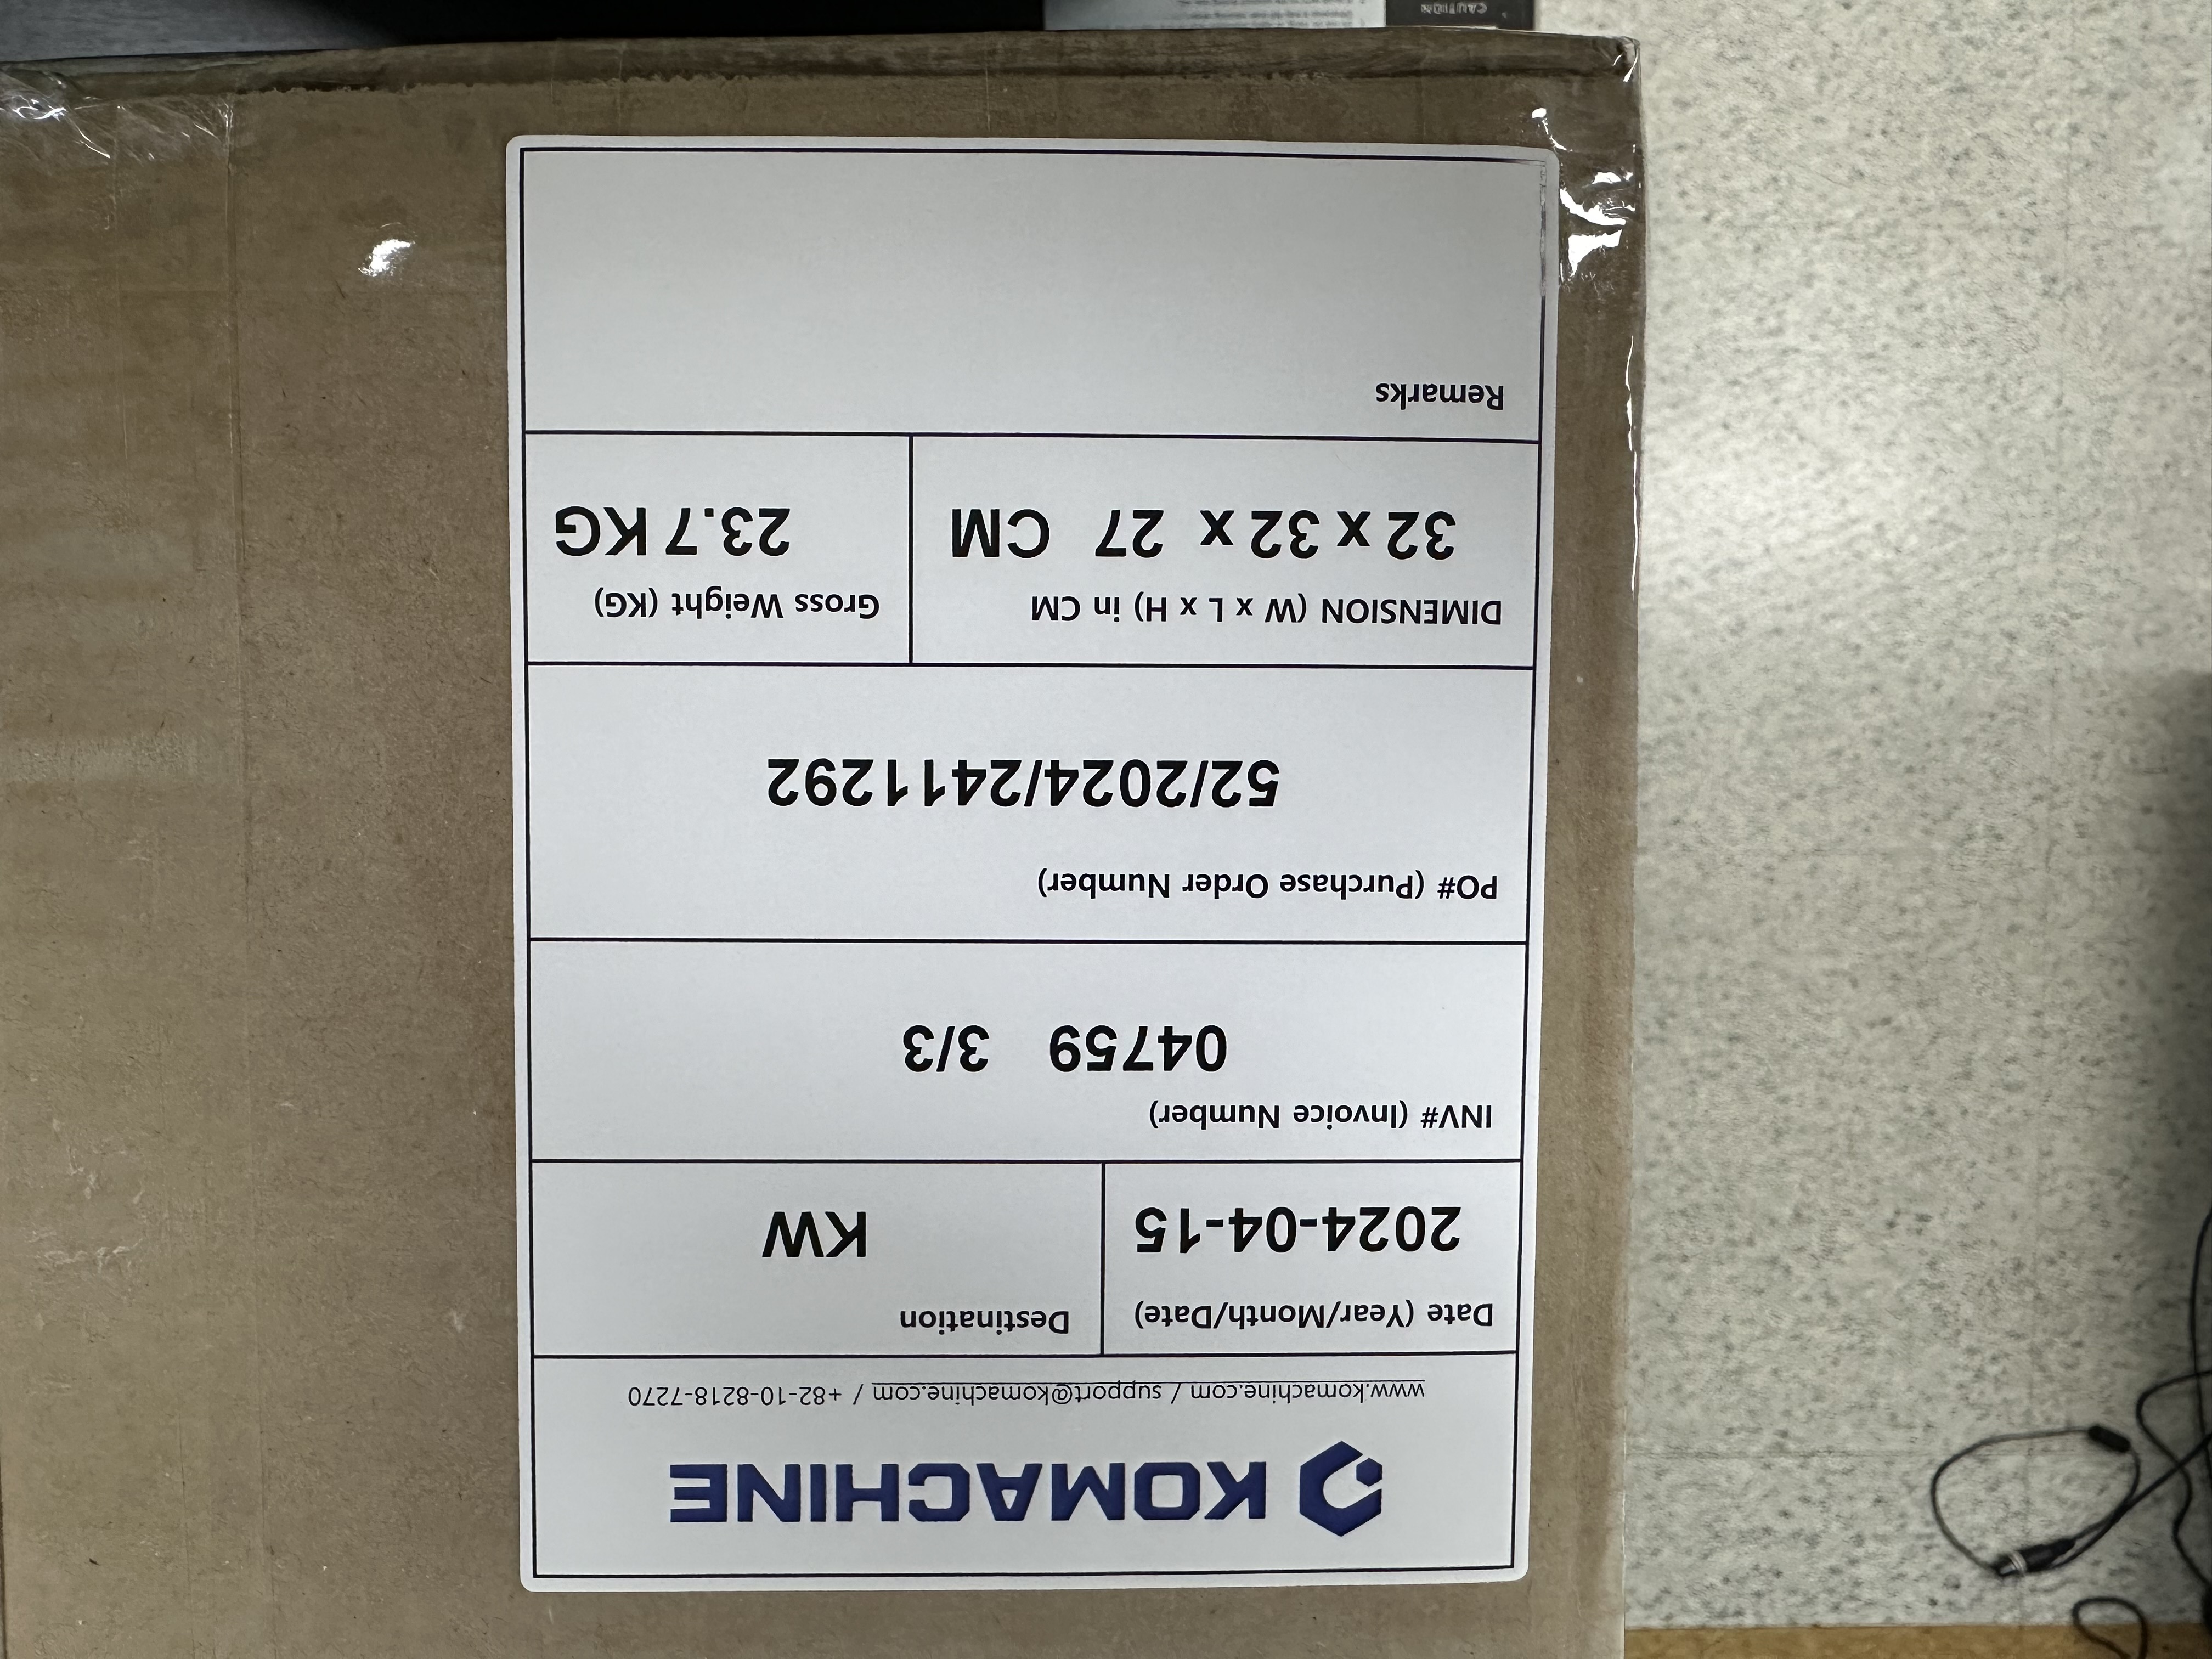 KOMACHINE
www.komachine.com / support@komachine.com / +82-10-8218-7270
Date (Year/Month/Date)
2024-04-15
Destination
KW
INV# (Invoice Number)
04759 3/3
PO# (Purchase Order Number)
52/2024/2411292
DIMENSION (W x L x H) in CM
32 x 32 x 27 CM
Gross Weight (KG)
23.7 KG
Remarks
CAUTION